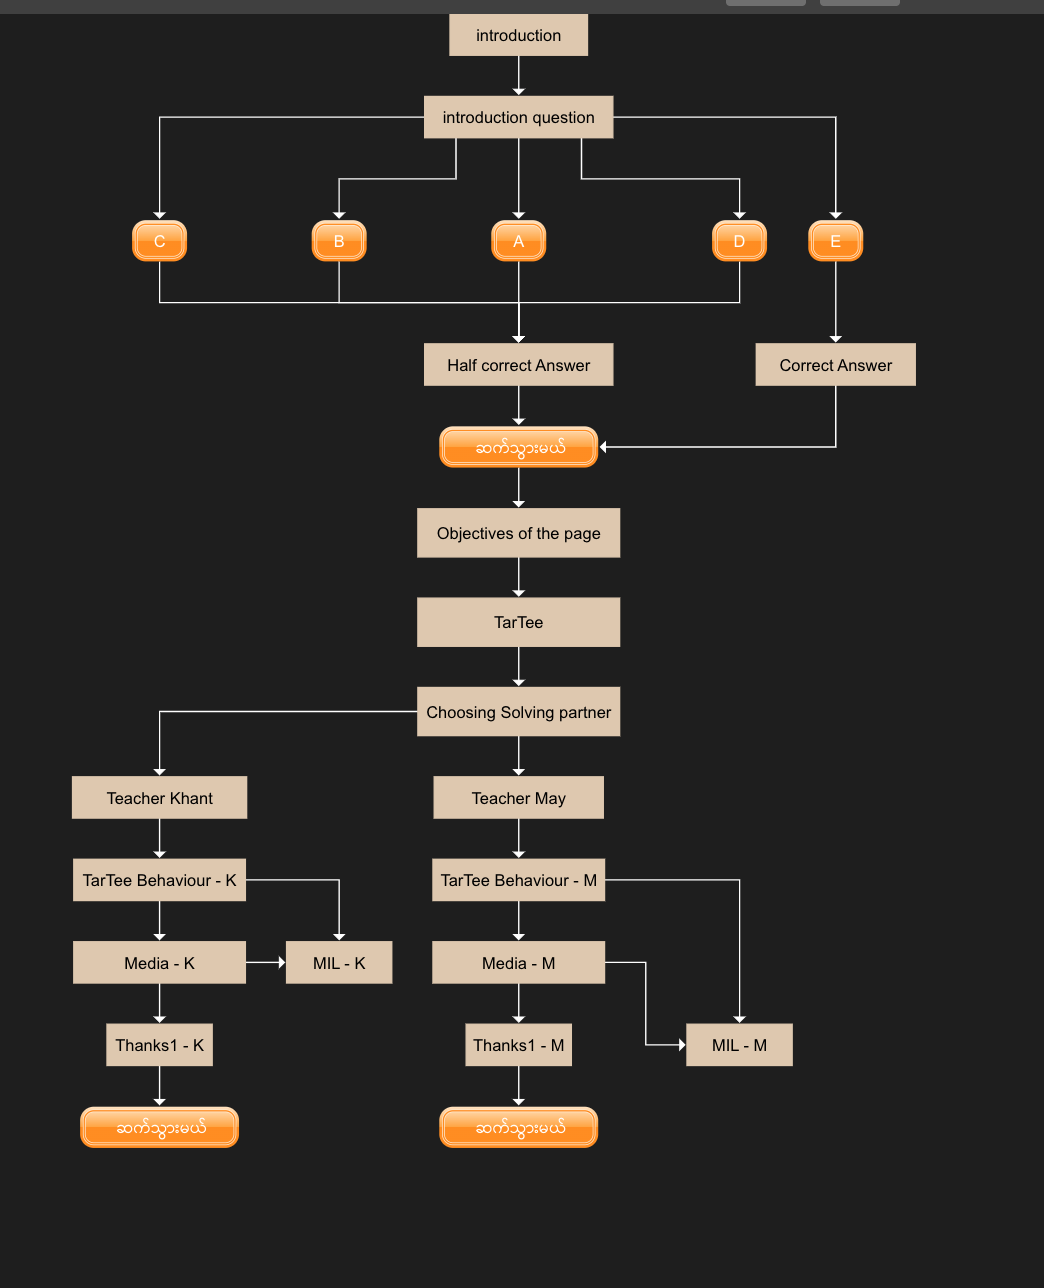 introduction
introduction question
C
B
A
D
E
Half correct Answer
Correct Answer
ဆက်သွားမယ်
Objectives of the page
TarTee
Choosing Solving partner
Teacher Khant
Teacher May
TarTee Behaviour - K
TarTee Behaviour - M
Media - K
MIL - K
Media - M
Thanks1 - K
Thanks1 - M
MIL - M
ဆက်သွားမယ်
ဆက်သွားမယ်